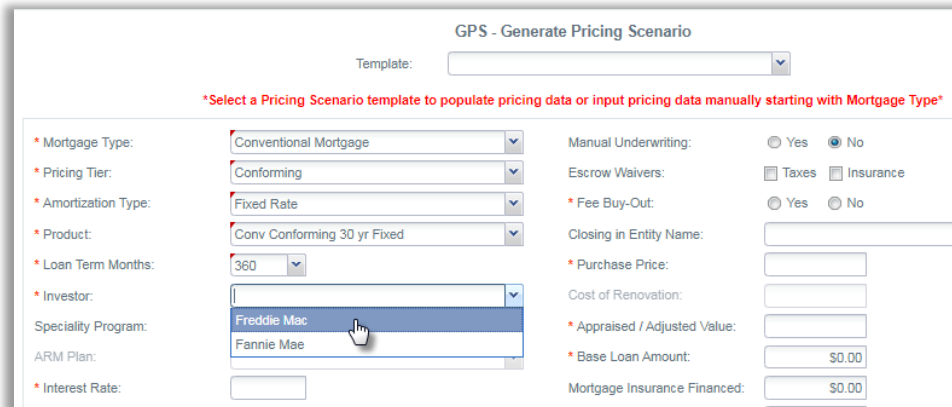 GPS - Generate Pricing Scenario
Template:
*Select a Pricing Scenario template to populate pricing data or input pricing data manually starting with Mortgage Type*
* Mortgage Type: Conventional Mortgage Manual Underwriting: Yes No
* Pricing Tier: Conforming Escrow Waivers: Taxes Insurance
* Amortization Type: Fixed Rate * Fee Buy-Out: Yes No
* Product: Conv Conforming 30 yr Fixed Closing in Entity Name:
* Loan Term Months: 360 * Purchase Price:
* Investor: Cost of Renovation:
Speciality Program: Freddie Mac * Appraised / Adjusted Value:
Fannie Mae
ARM Plan: * Base Loan Amount: $0.00
* Interest Rate: Mortgage Insurance Financed: $0.00